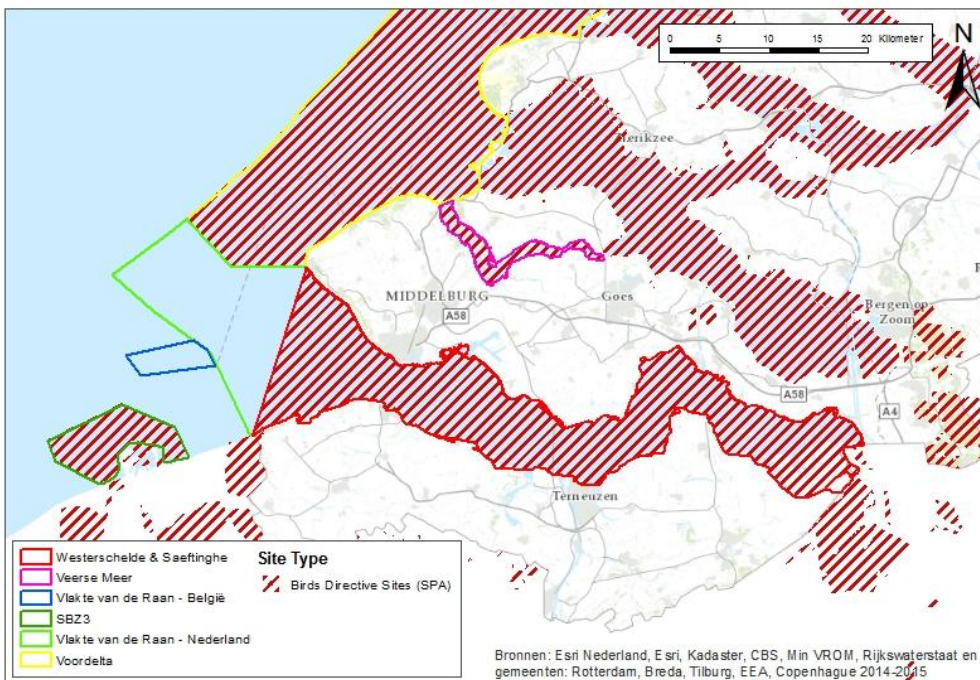 0 5 10 15 20 Kilometer
N
Zierikzee
MIDDELBURG
Goes
A58
Bergen op
Zoom
A58
A4
Terneuzen
Westerschelde & Saeftinghe
Veerse Meer
Vlakte van de Raan - België
SBZ3
Vlakte van de Raan - Nederland
Voordelta
Site Type
Birds Directive Sites (SPA)
Bronnen: Esri Nederland, Esri, Kadaster, CBS, Min VROM, Rijkswaterstaat en
gemeenten: Rotterdam, Breda, Tilburg, EEA, Copenhague 2014-2015